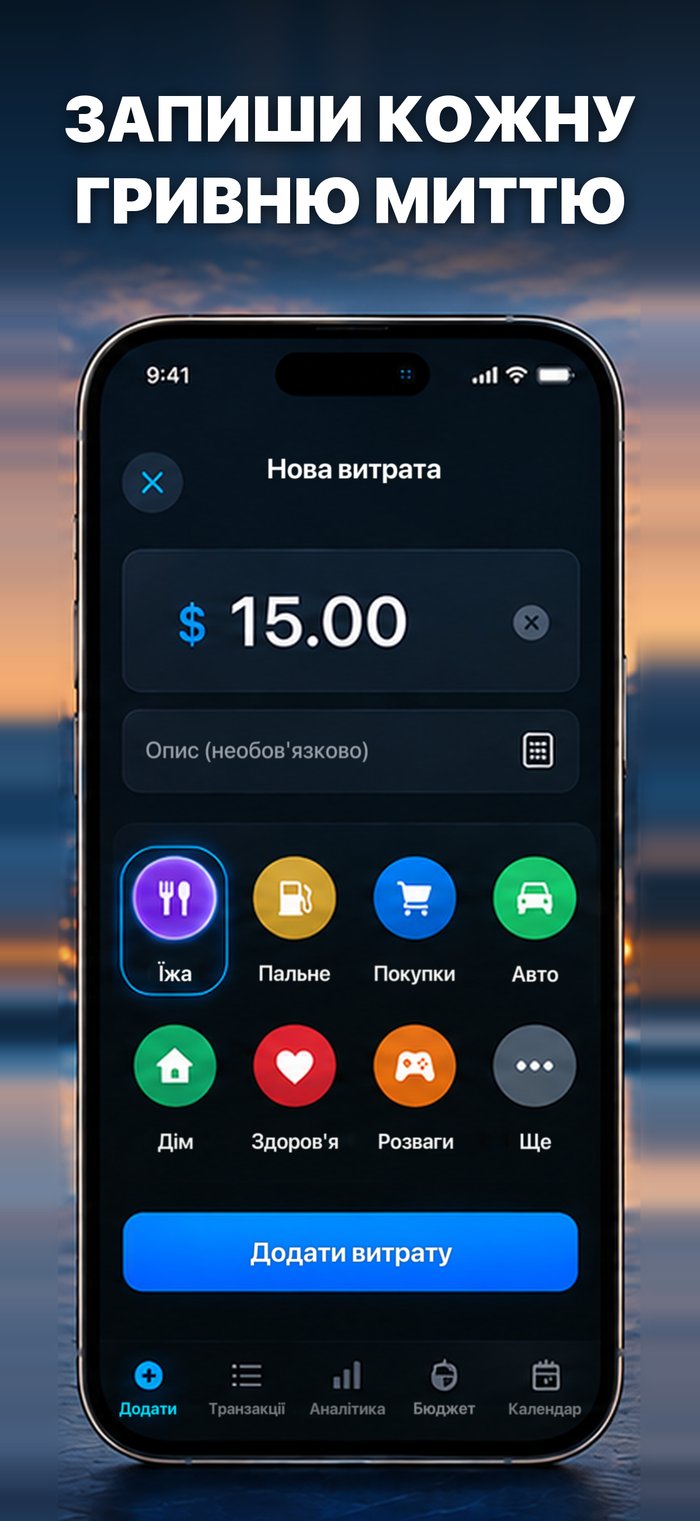 ЗАПИШИ КОЖНУ
ГРИВНЮ МИТТЮ
9:41
Нова витрата
$ 15.00
Опис (необов'язково)
Їжа Пальне Покупки Авто
Дім Здоров'я Розваги Ще
Додати витрату
Додати Транзакції Аналітика Бюджет Календар